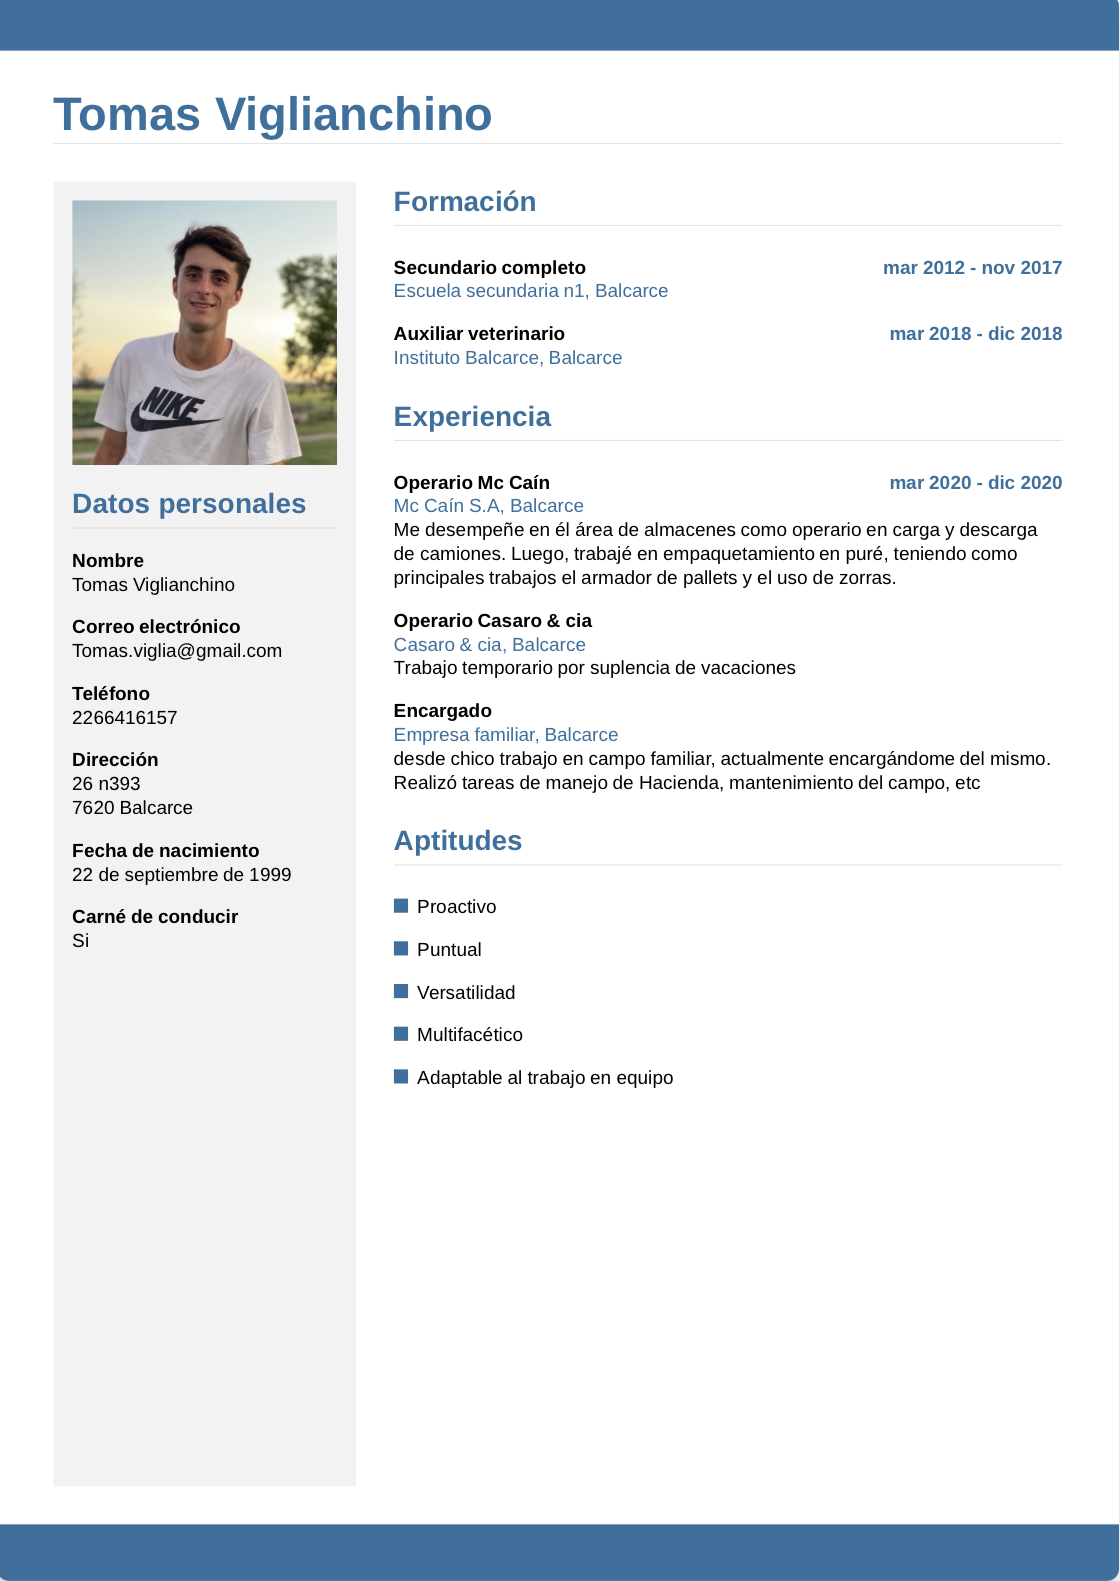 Tomas Viglianchino
NIKE
Datos personales
Nombre
Tomas Viglianchino
Correo electrónico
Tomas.viglia@gmail.com
Teléfono
2266416157
Dirección
26 n393
7620 Balcarce
Fecha de nacimiento
22 de septiembre de 1999
Carné de conducir
Si
Formación
Secundario completo mar 2012 - nov 2017
Escuela secundaria n1, Balcarce
Auxiliar veterinario mar 2018 - dic 2018
Instituto Balcarce, Balcarce
Experiencia
Operario Mc Caín mar 2020 - dic 2020
Mc Caín S.A, Balcarce
Me desempeñe en él área de almacenes como operario en carga y descarga
de camiones. Luego, trabajé en empaquetamiento en puré, teniendo como
principales trabajos el armador de pallets y el uso de zorras.
Operario Casaro & cia
Casaro & cia, Balcarce
Trabajo temporario por suplencia de vacaciones
Encargado
Empresa familiar, Balcarce
desde chico trabajo en campo familiar, actualmente encargándome del mismo.
Realizó tareas de manejo de Hacienda, mantenimiento del campo, etc
Aptitudes
Proactivo
Puntual
Versatilidad
Multifacético
Adaptable al trabajo en equipo